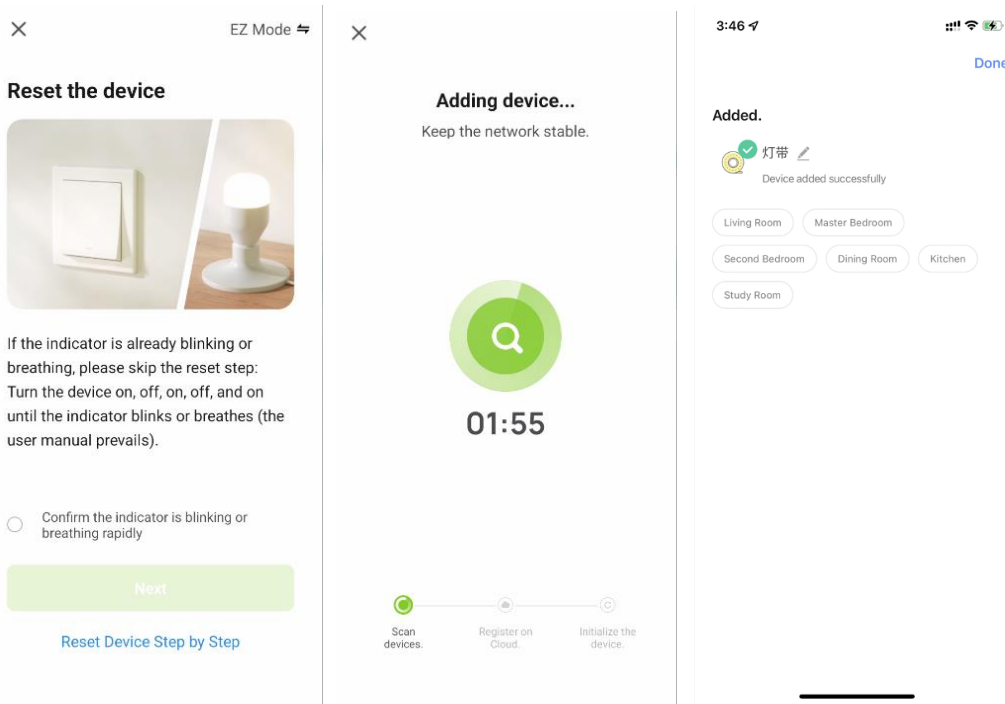 EZ Mode
Reset the device
If the indicator is already blinking or
breathing, please skip the reset step:
Turn the device on, off, on, off, and on
until the indicator blinks or breathes (the
user manual prevails).
Confirm the indicator is blinking or
breathing rapidly
Next
Reset Device Step by Step
Adding device...
Keep the network stable.
01:55
Scan
devices.
Register on
Cloud.
Initialize the
device.
3:46
Done
Added.
灯带
Device added successfully
Living Room
Master Bedroom
Second Bedroom
Dining Room
Kitchen
Study Room